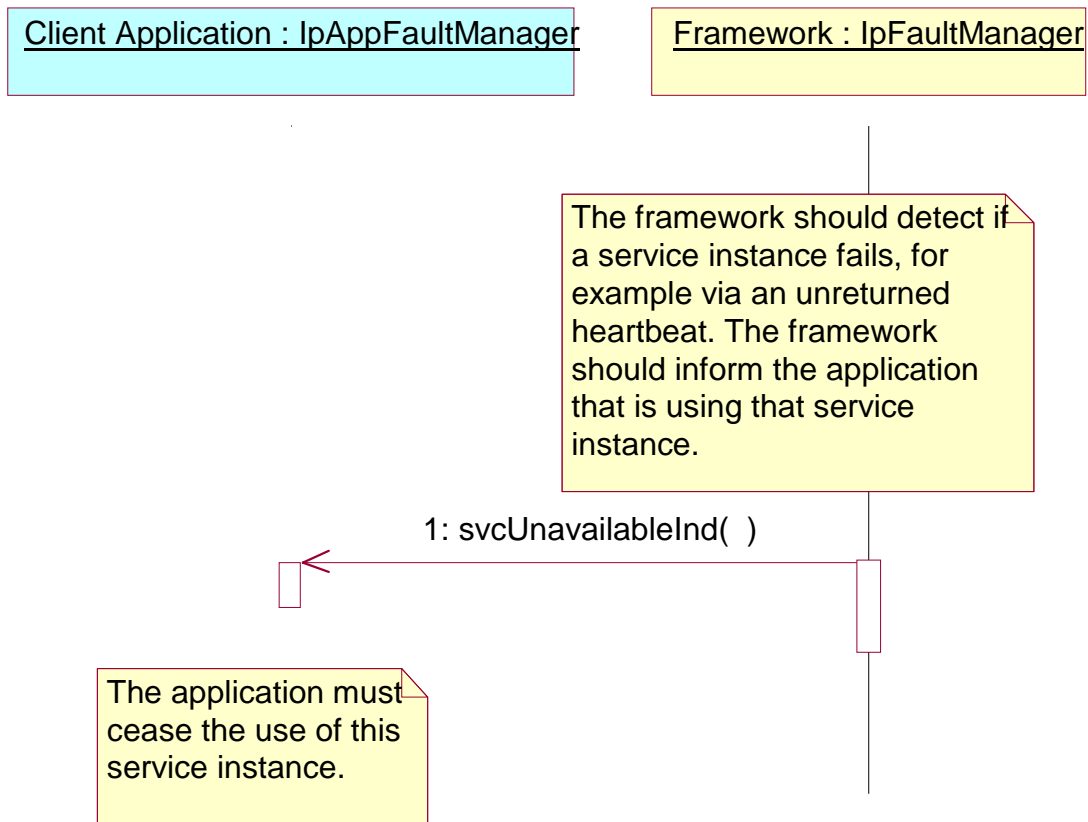 Client Application : IpAppFaultManager
Framework : IpFaultManager
The framework should detect if
a service instance fails, for
example via an unreturned
heartbeat. The framework
should inform the application
that is using that service
instance.
1: svcUnavailableInd(  )
The application must
cease the use of this
service instance.